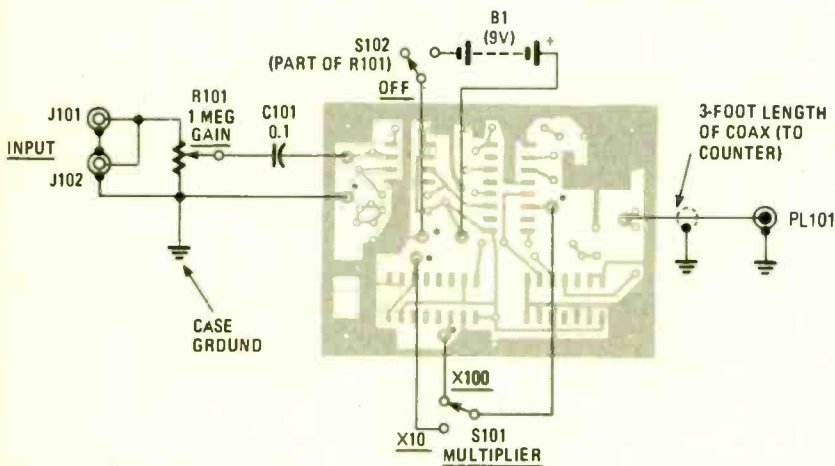 B1
(9V)
+
S102
(PART OF R101)
OFF
R101
1 MEG
GAIN
C101
0.1
J101
INPUT
J102
3-FOOT LENGTH
OF COAX (TO
COUNTER)
PL101
CASE
GROUND
X100
X10
S101
MULTIPLIER